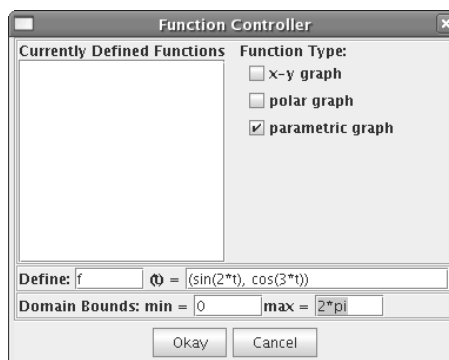 Function Controller
Currently Defined Functions
Function Type:
x-y graph
polar graph
parametric graph
Define: f (t) = (sin(2*t), cos(3*t))
Domain Bounds: min = 0 max = 2*pi
Okay Cancel